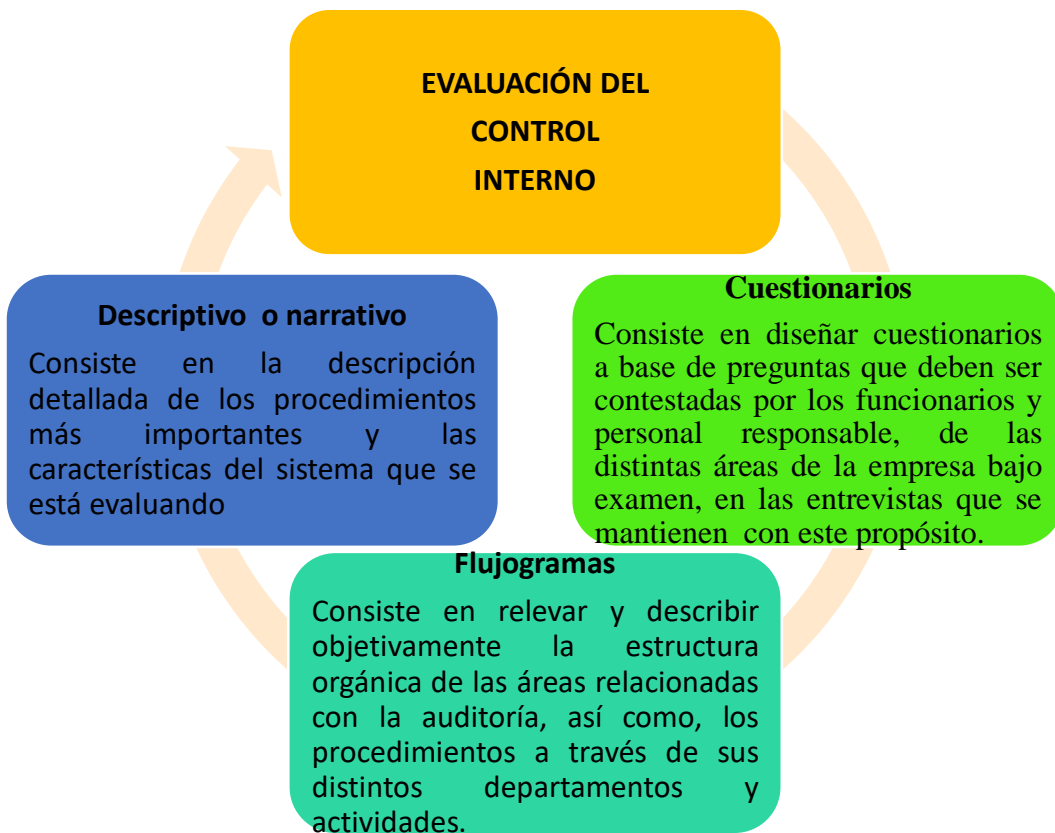 EVALUACIÓN DEL
CONTROL
INTERNO
Cuestionarios
Consiste en diseñar cuestionarios
a base de preguntas que deben ser
contestadas por los funcionarios y
personal responsable, de las
distintas áreas de la empresa bajo
examen, en las entrevistas que se
mantienen con este propósito.
Flujogramas
Consiste en relevar y describir
objetivamente la estructura
orgánica de las áreas relacionadas
con la auditoría, así como, los
procedimientos a través de sus
distintos departamentos y
actividades.
Descriptivo o narrativo
Consiste en la descripción
detallada de los procedimientos
más importantes y las
características del sistema que se
está evaluando